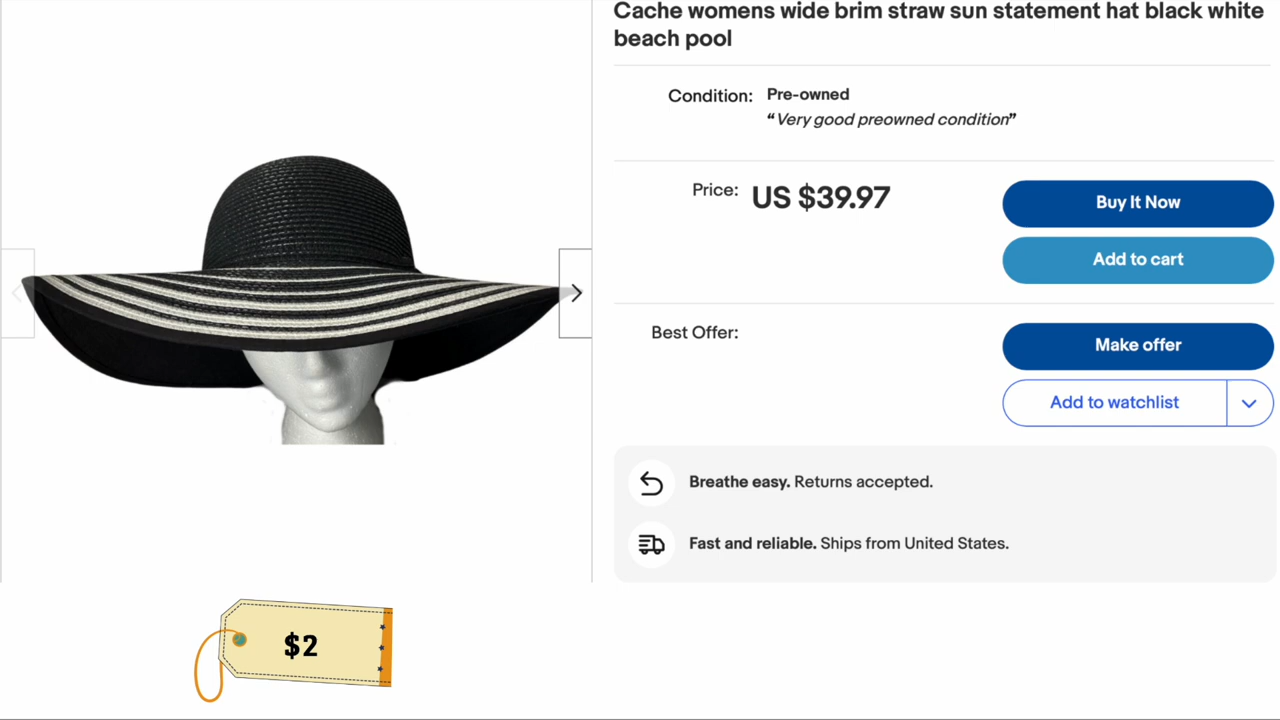 Cache womens wide brim straw sun statement hat black white
beach pool
Condition: Pre-owned
“Very good preowned condition”
Price: US $39.97
Buy It Now
Add to cart
Best Offer:
Make offer
Add to watchlist
Breathe easy. Returns accepted.
Fast and reliable. Ships from United States.
$2